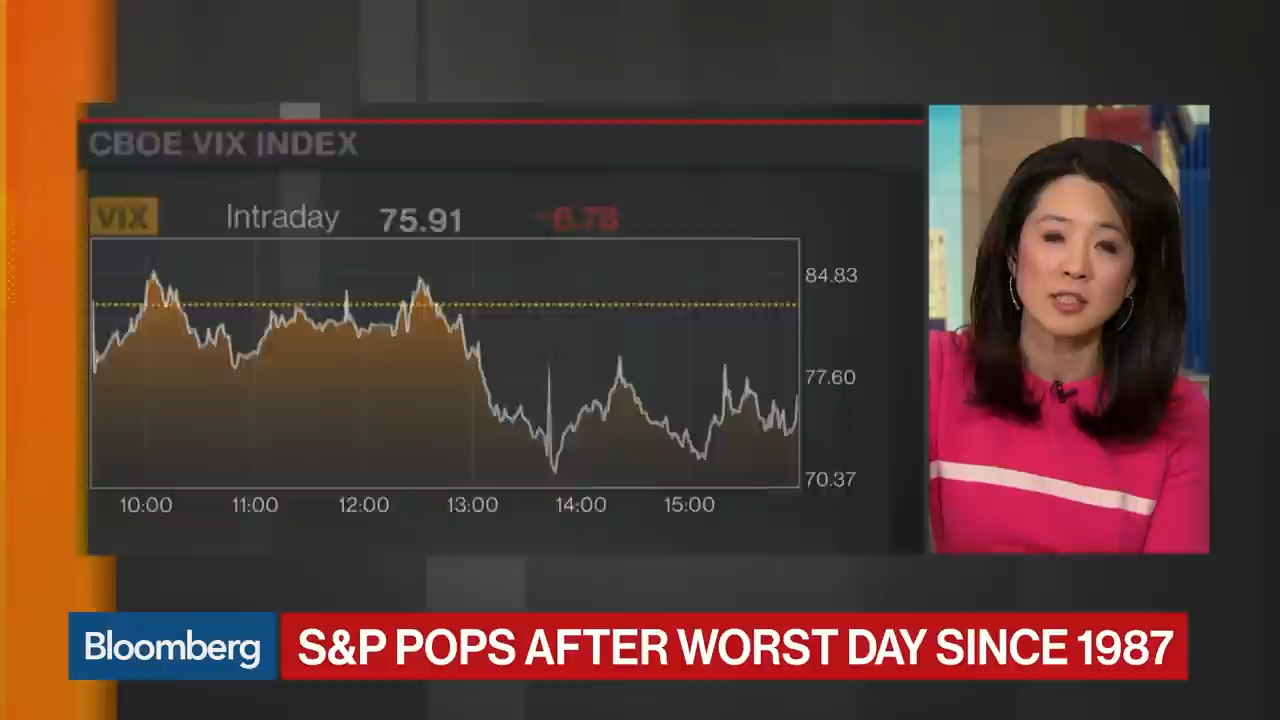 CBOE VIX INDEX
VIX Intraday 75.91 -6.78
84.83
77.60
70.37
10:00 11:00 12:00 13:00 14:00 15:00
Bloomberg S&P POPS AFTER WORST DAY SINCE 1987